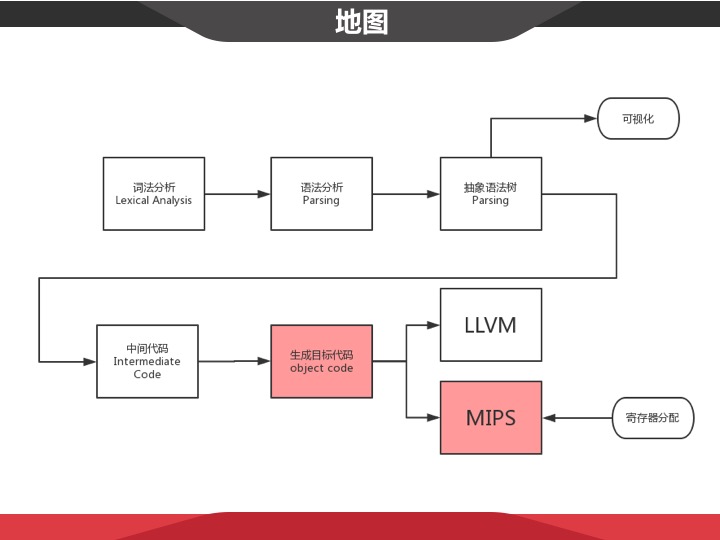 地图
可视化
词法分析
Lexical Analysis
语法分析
Parsing
抽象语法树
Parsing
中间代码
Intermediate
Code
生成目标代码
object code
LLVM
MIPS
寄存器分配